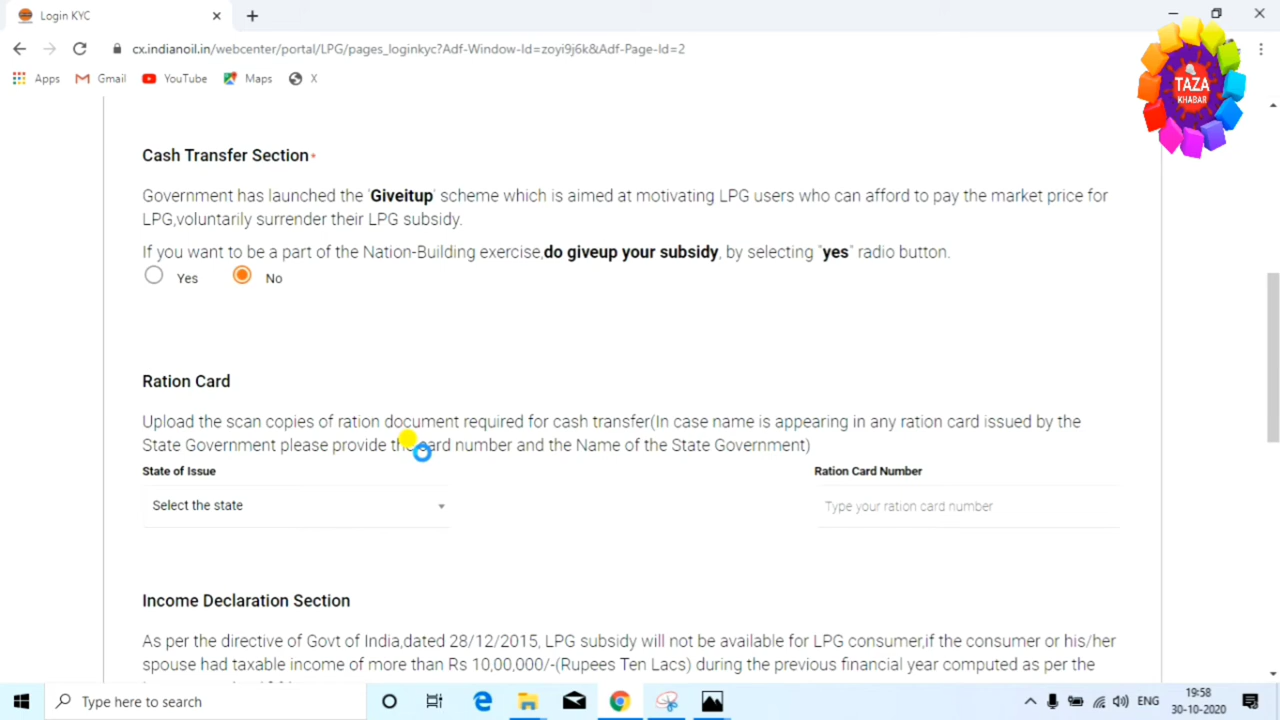 Login KYC
cx.indianoil.in/webcenter/portal/LPG/pages_loginkyc?Adf-Window-Id=zoyi9j6k&Adf-Page-Id=2
Apps Gmail YouTube Maps X
TAZA
KHABAR
Cash Transfer Section*
Government has launched the 'Giveitup' scheme which is aimed at motivating LPG users who can afford to pay the market price for
LPG,voluntarily surrender their LPG subsidy.
If you want to be a part of the Nation-Building exercise,do giveup your subsidy, by selecting "yes" radio button.
Yes No
Ration Card
Upload the scan copies of ration document required for cash transfer(In case name is appearing in any ration card issued by the
State Government please provide the card number and the Name of the State Government)
State of Issue Ration Card Number
Select the state Type your ration card number
Income Declaration Section
As per the directive of Govt of India,dated 28/12/2015, LPG subsidy will not be available for LPG consumer,if the consumer or his/her
spouse had taxable income of more than Rs 10,00,000/-(Rupees Ten Lacs) during the previous financial year computed as per the
Type here to search ENG 19:58
30-10-2020